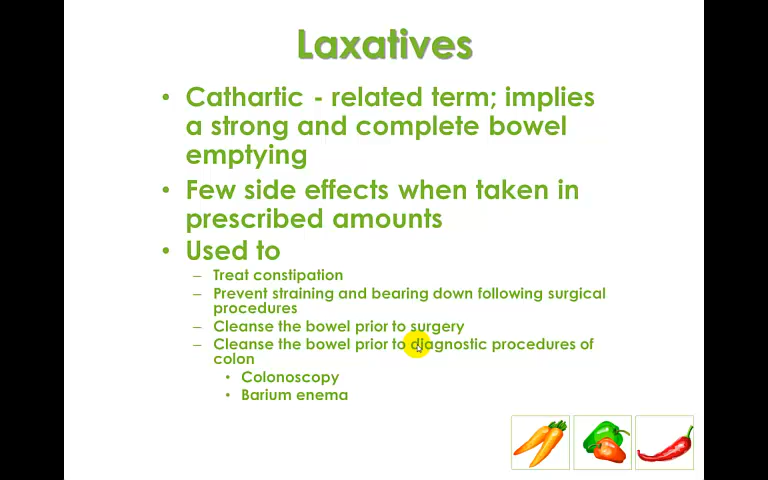 Laxatives
• Cathartic - related term; implies
a strong and complete bowel
emptying
• Few side effects when taken in
prescribed amounts
• Used to
– Treat constipation
– Prevent straining and bearing down following surgical
procedures
– Cleanse the bowel prior to surgery
– Cleanse the bowel prior to diagnostic procedures of
colon
• Colonoscopy
• Barium enema